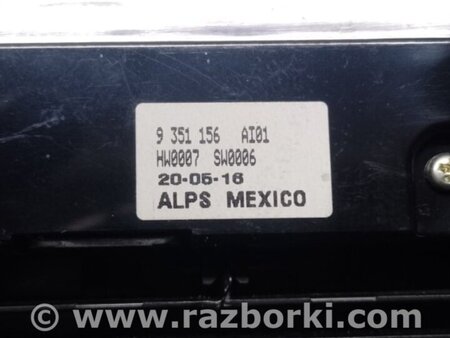 9 351 156 AI01
HW0007 SW0006
20-05-16
ALPS MEXICO
© www.razborki.com